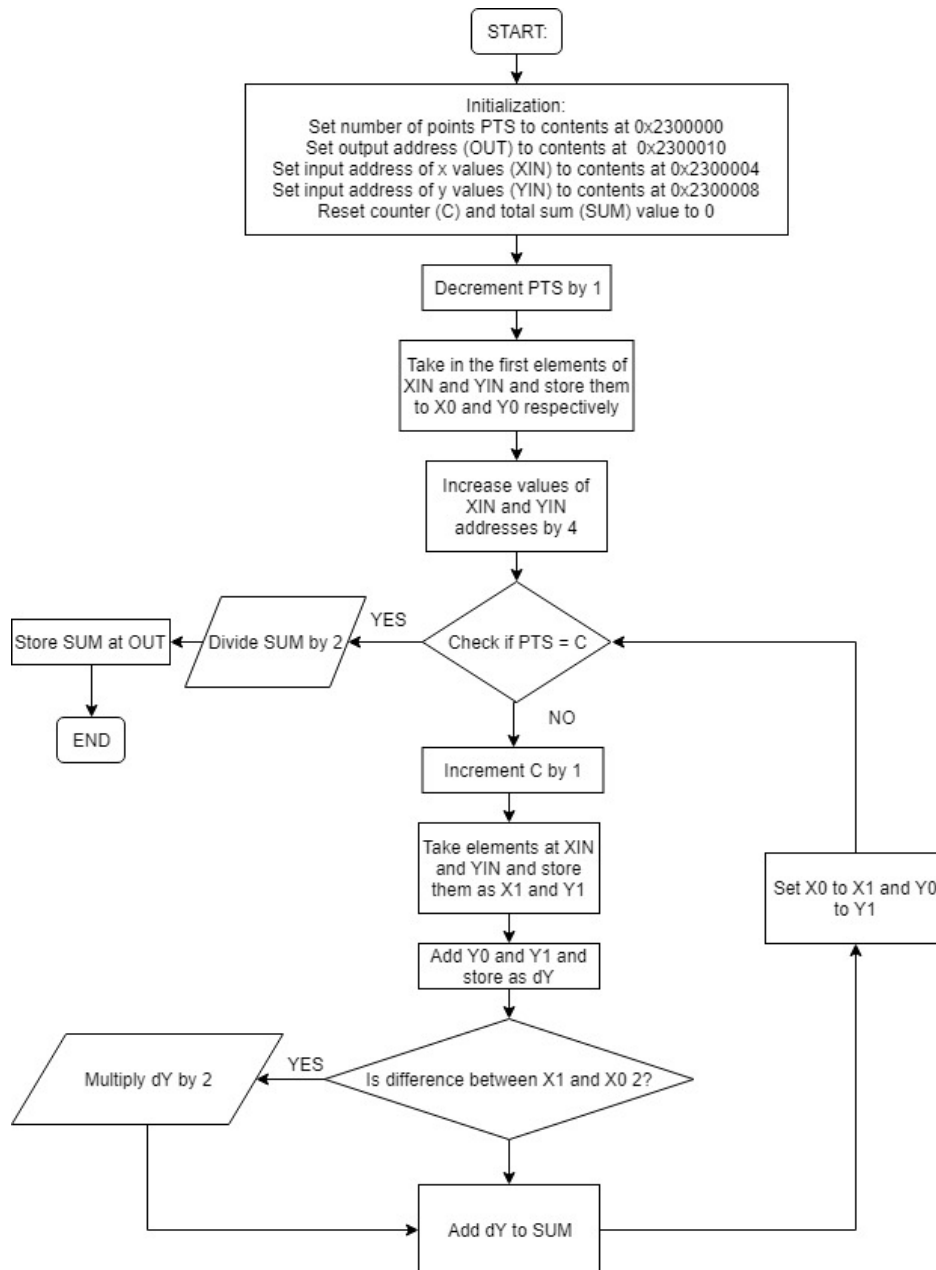 START:
Initialization:
Set number of points PTS to contents at 0x2300000
Set output address (OUT) to contents at 0x2300010
Set input address of x values (XIN) to contents at 0x2300004
Set input address of y values (YIN) to contents at 0x2300008
Reset counter (C) and total sum (SUM) value to 0
Decrement PTS by 1
Take in the first elements of
XIN and YIN and store them
to X0 and Y0 respectively
Increase values of
XIN and YIN
addresses by 4
Check if PTS = C
YES
Divide SUM by 2
Store SUM at OUT
END
NO
Increment C by 1
Take elements at XIN
and YIN and store
them as X1 and Y1
Add Y0 and Y1 and
store as dY
Is difference between X1 and X0 2?
YES
Multiply dY by 2
Add dY to SUM
Set X0 to X1 and Y0
to Y1